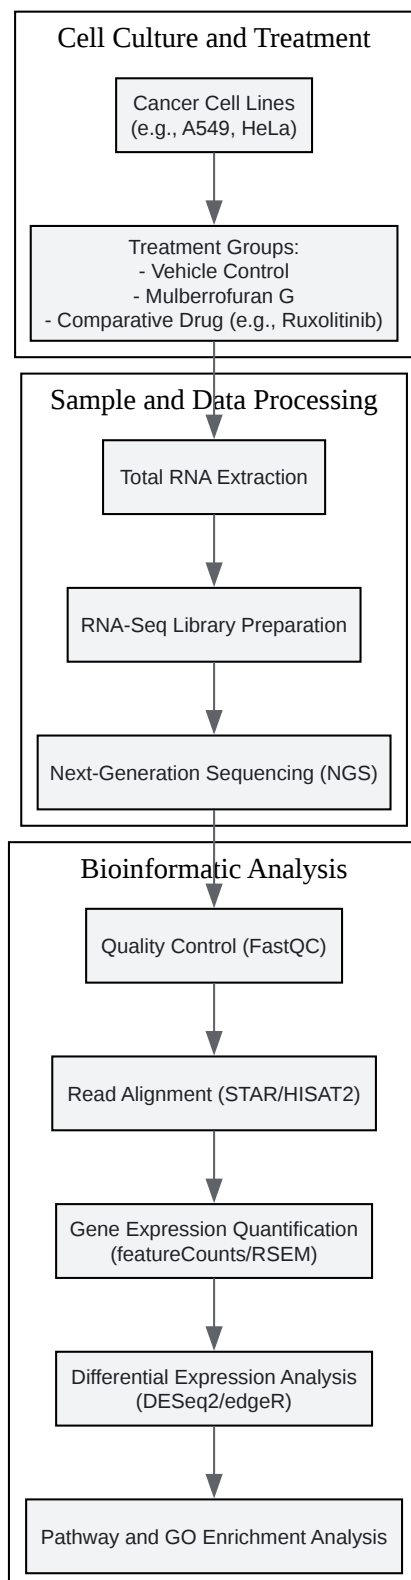 Cell Culture and Treatment
Cancer Cell Lines
(e.g., A549, HeLa)
Treatment Groups:
- Vehicle Control
- Mulberrofuran G
- Comparative Drug (e.g., Ruxolitinib)
Sample and Data Processing
Total RNA Extraction
RNA-Seq Library Preparation
Next-Generation Sequencing (NGS)
Bioinformatic Analysis
Quality Control (FastQC)
Read Alignment (STAR/HISAT2)
Gene Expression Quantification
(featureCounts/RSEM)
Differential Expression Analysis
(DESeq2/edgeR)
Pathway and GO Enrichment Analysis